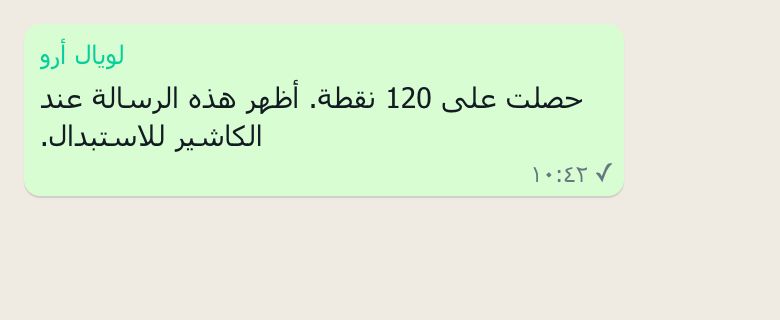 لويال أرو
حصلت على 120 نقطة. أظهر هذه الرسالة عند
الكاشير للاستبدال.
١٠:٤٢ ✓